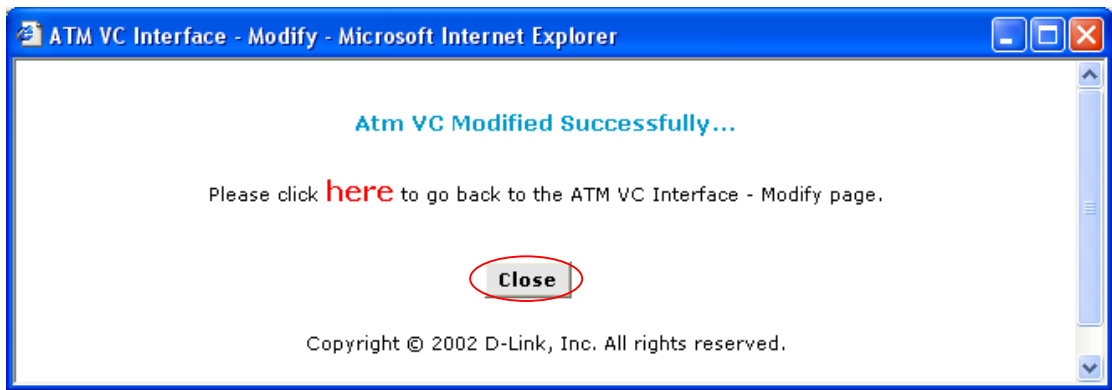 ATM VC Interface - Modify - Microsoft Internet Explorer
Atm VC Modified Successfully...
Please click here to go back to the ATM VC Interface - Modify page.
Close
Copyright © 2002 D-Link, Inc. All rights reserved.